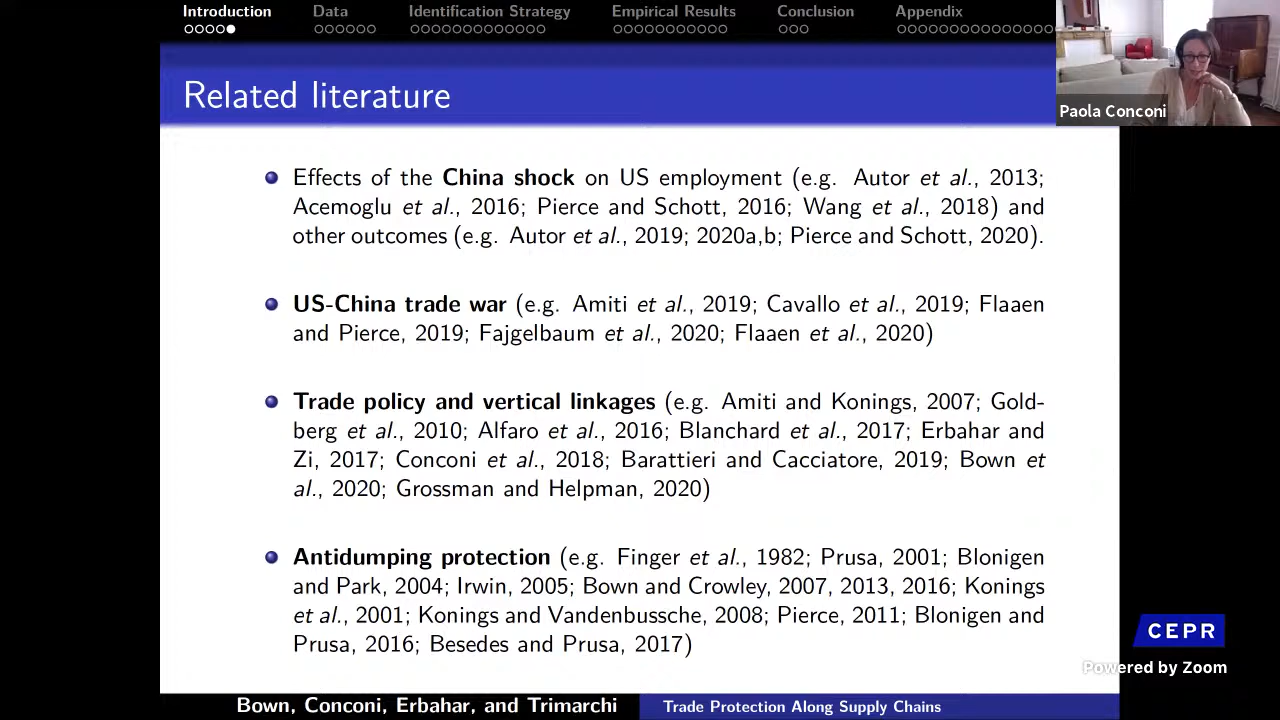 Introduction Data Identification Strategy Empirical Results Conclusion Appendix
Paola Conconi
Related literature
Effects of the China shock on US employment (e.g. Autor et al., 2013;
Acemoglu et al., 2016; Pierce and Schott, 2016; Wang et al., 2018) and
other outcomes (e.g. Autor et al., 2019; 2020a,b; Pierce and Schott, 2020).
US-China trade war (e.g. Amiti et al., 2019; Cavallo et al., 2019; Flaaen
and Pierce, 2019; Fajgelbaum et al., 2020; Flaaen et al., 2020)
Trade policy and vertical linkages (e.g. Amiti and Konings, 2007; Gold-
berg et al., 2010; Alfaro et al., 2016; Blanchard et al., 2017; Erbahar and
Zi, 2017; Conconi et al., 2018; Barattieri and Cacciatore, 2019; Bown et
al., 2020; Grossman and Helpman, 2020)
Antidumping protection (e.g. Finger et al., 1982; Prusa, 2001; Blonigen
and Park, 2004; Irwin, 2005; Bown and Crowley, 2007, 2013, 2016; Konings
et al., 2001; Konings and Vandenbussche, 2008; Pierce, 2011; Blonigen and
Prusa, 2016; Besedes and Prusa, 2017)
CEPR
Powered by Zoom
Bown, Conconi, Erbahar, and Trimarchi Trade Protection Along Supply Chains